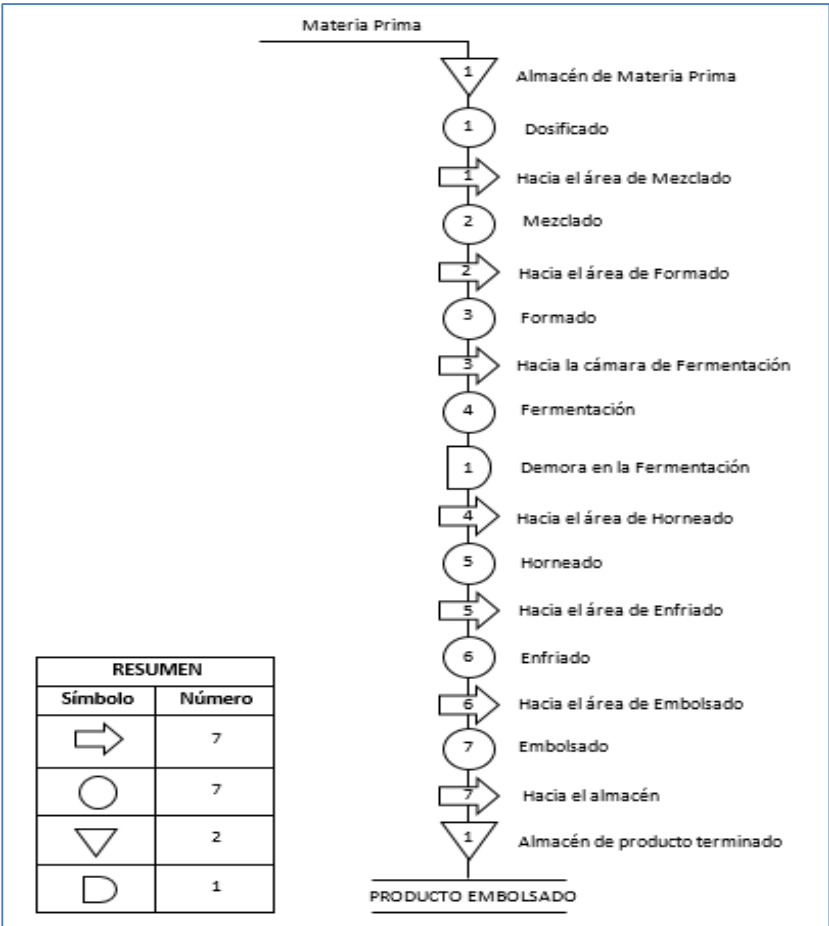 Materia Prima
1 Almacén de Materia Prima
1 Dosificado
1 Hacia el área de Mezclado
2 Mezclado
2 Hacia el área de Formado
3 Formado
3 Hacia la cámara de Fermentación
4 Fermentación
1 Demora en la Fermentación
4 Hacia el área de Horneado
5 Horneado
5 Hacia el área de Enfriado
6 Enfriado
6 Hacia el área de Embolsado
7 Embolsado
7 Hacia el almacén
1 Almacén de producto terminado
PRODUCTO EMBOLSADO
RESUMEN
Símbolo Número
7
7
2
1